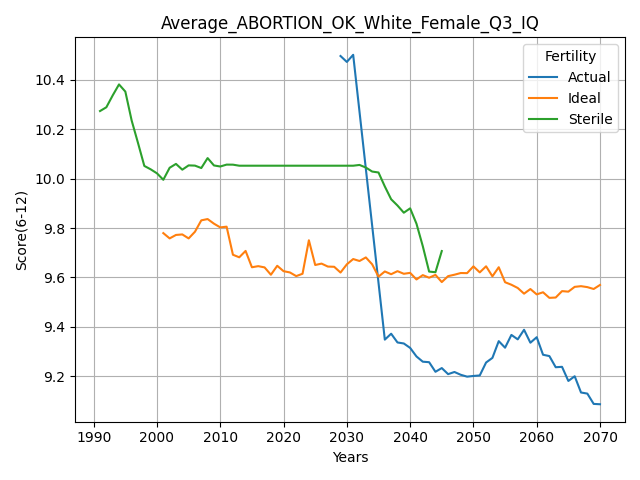 Average_ABORTION_OK_White_Female_Q3_IQ
Fertility
Actual
Ideal
Sterile
Score(6-12)
10.4
10.2
10.0
9.8
9.6
9.4
9.2
1990 2000 2010 2020 2030 2040 2050 2060 2070
Years